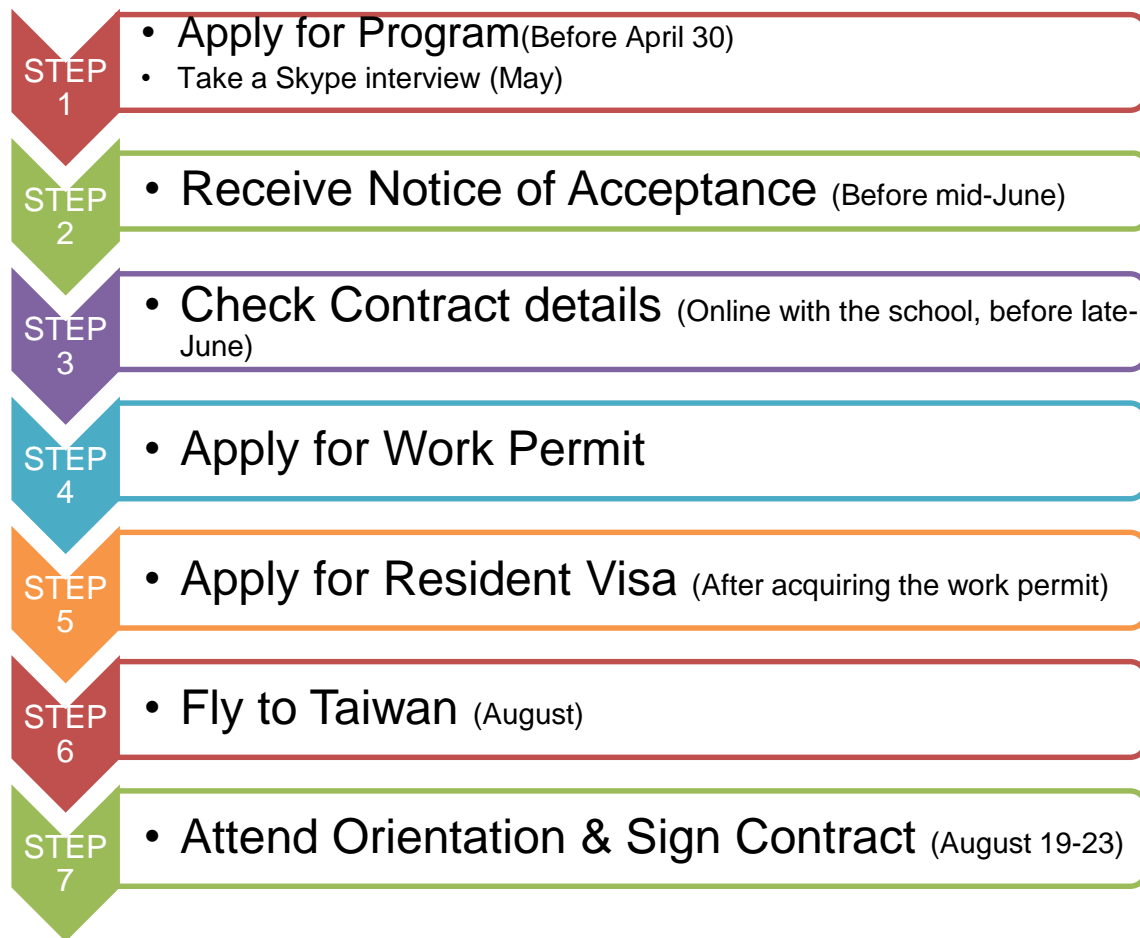 STEP 1
• Apply for Program(Before April 30)
• Take a Skype interview (May)
STEP 2
• Receive Notice of Acceptance (Before mid-June)
STEP 3
• Check Contract details (Online with the school, before late-
June)
STEP 4
• Apply for Work Permit
STEP 5
• Apply for Resident Visa (After acquiring the work permit)
STEP 6
• Fly to Taiwan (August)
STEP 7
• Attend Orientation & Sign Contract (August 19-23)